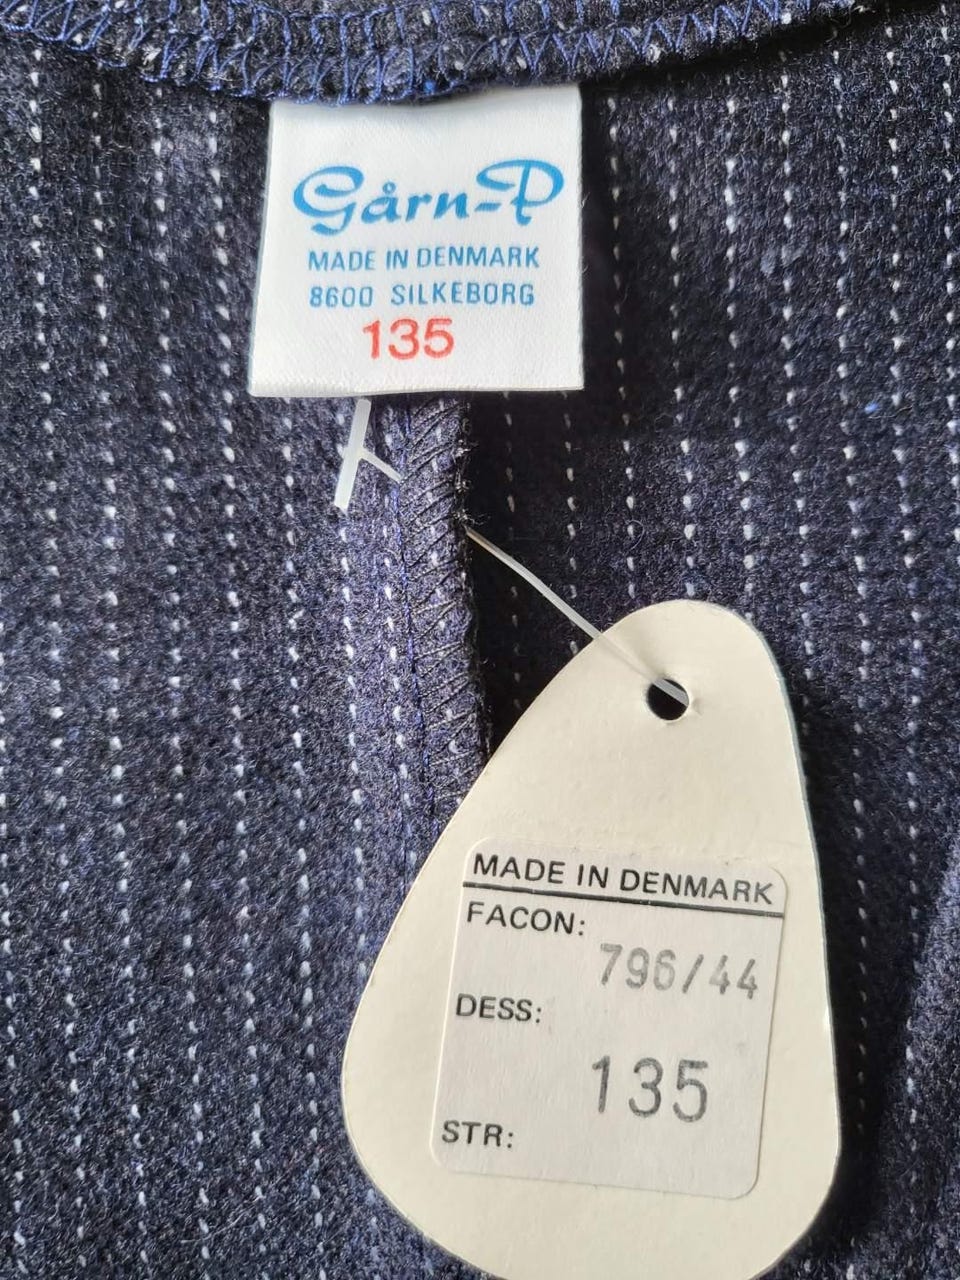 Gårn-P
MADE IN DENMARK
8600 SILKEBORG
135
MADE IN DENMARK
FACON:
796/44
DESS:
135
STR: